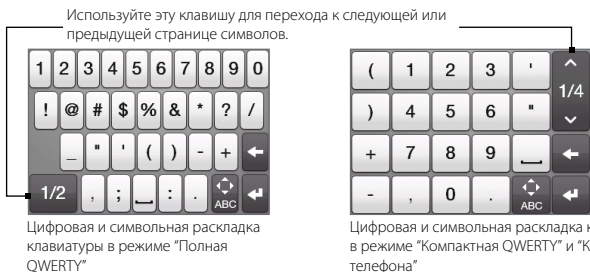 Используйте эту клавишу для перехода к следующей или
предыдущей странице символов.
1 2 3 4 5 6 7 8 9 0
! @ # $ % & * ? /
_ " ' ( ) - +
1/2 , ; : . ABC
( 1 2 3 ' 1/4
) 4 5 6 "
+ 7 8 9
- , 0 . ABC
Цифровая и символьная раскладка
клавиатуры в режиме “Полная
QWERTY”
Цифровая и символьная раскладка
в режиме “Компактная QWERTY” и
телефона”